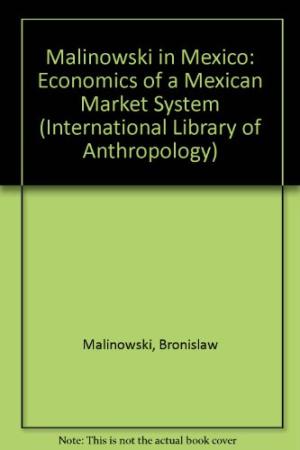 Malinowski in Mexico:
Economics of a Mexican
Market System
(International Library of
Anthropology)
Malinowski, Bronislaw
Note: This is not the actual book cover